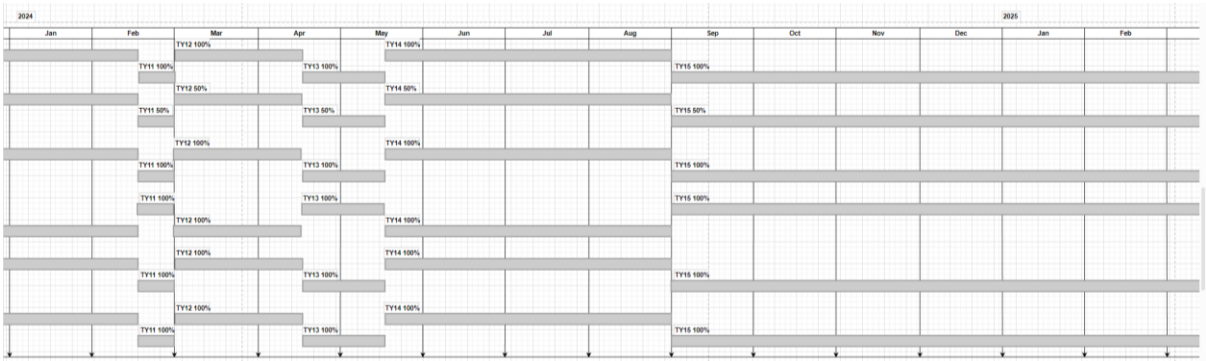 2024 2025
Jan Feb Mar Apr May Jun Jul Aug Sep Oct Nov Dec Jan Feb
TY12 100% TY14 100%
TY11 100% TY13 100% TY15 100%
TY12 50% TY14 50%
TY11 50% TY13 50% TY15 50%
TY12 100% TY14 100%
TY11 100% TY13 100% TY15 100%
TY11 100% TY13 100% TY15 100%
TY12 100% TY14 100%
TY12 100% TY14 100%
TY11 100% TY13 100% TY15 100%
TY12 100% TY14 100%
TY11 100% TY13 100% TY15 100%